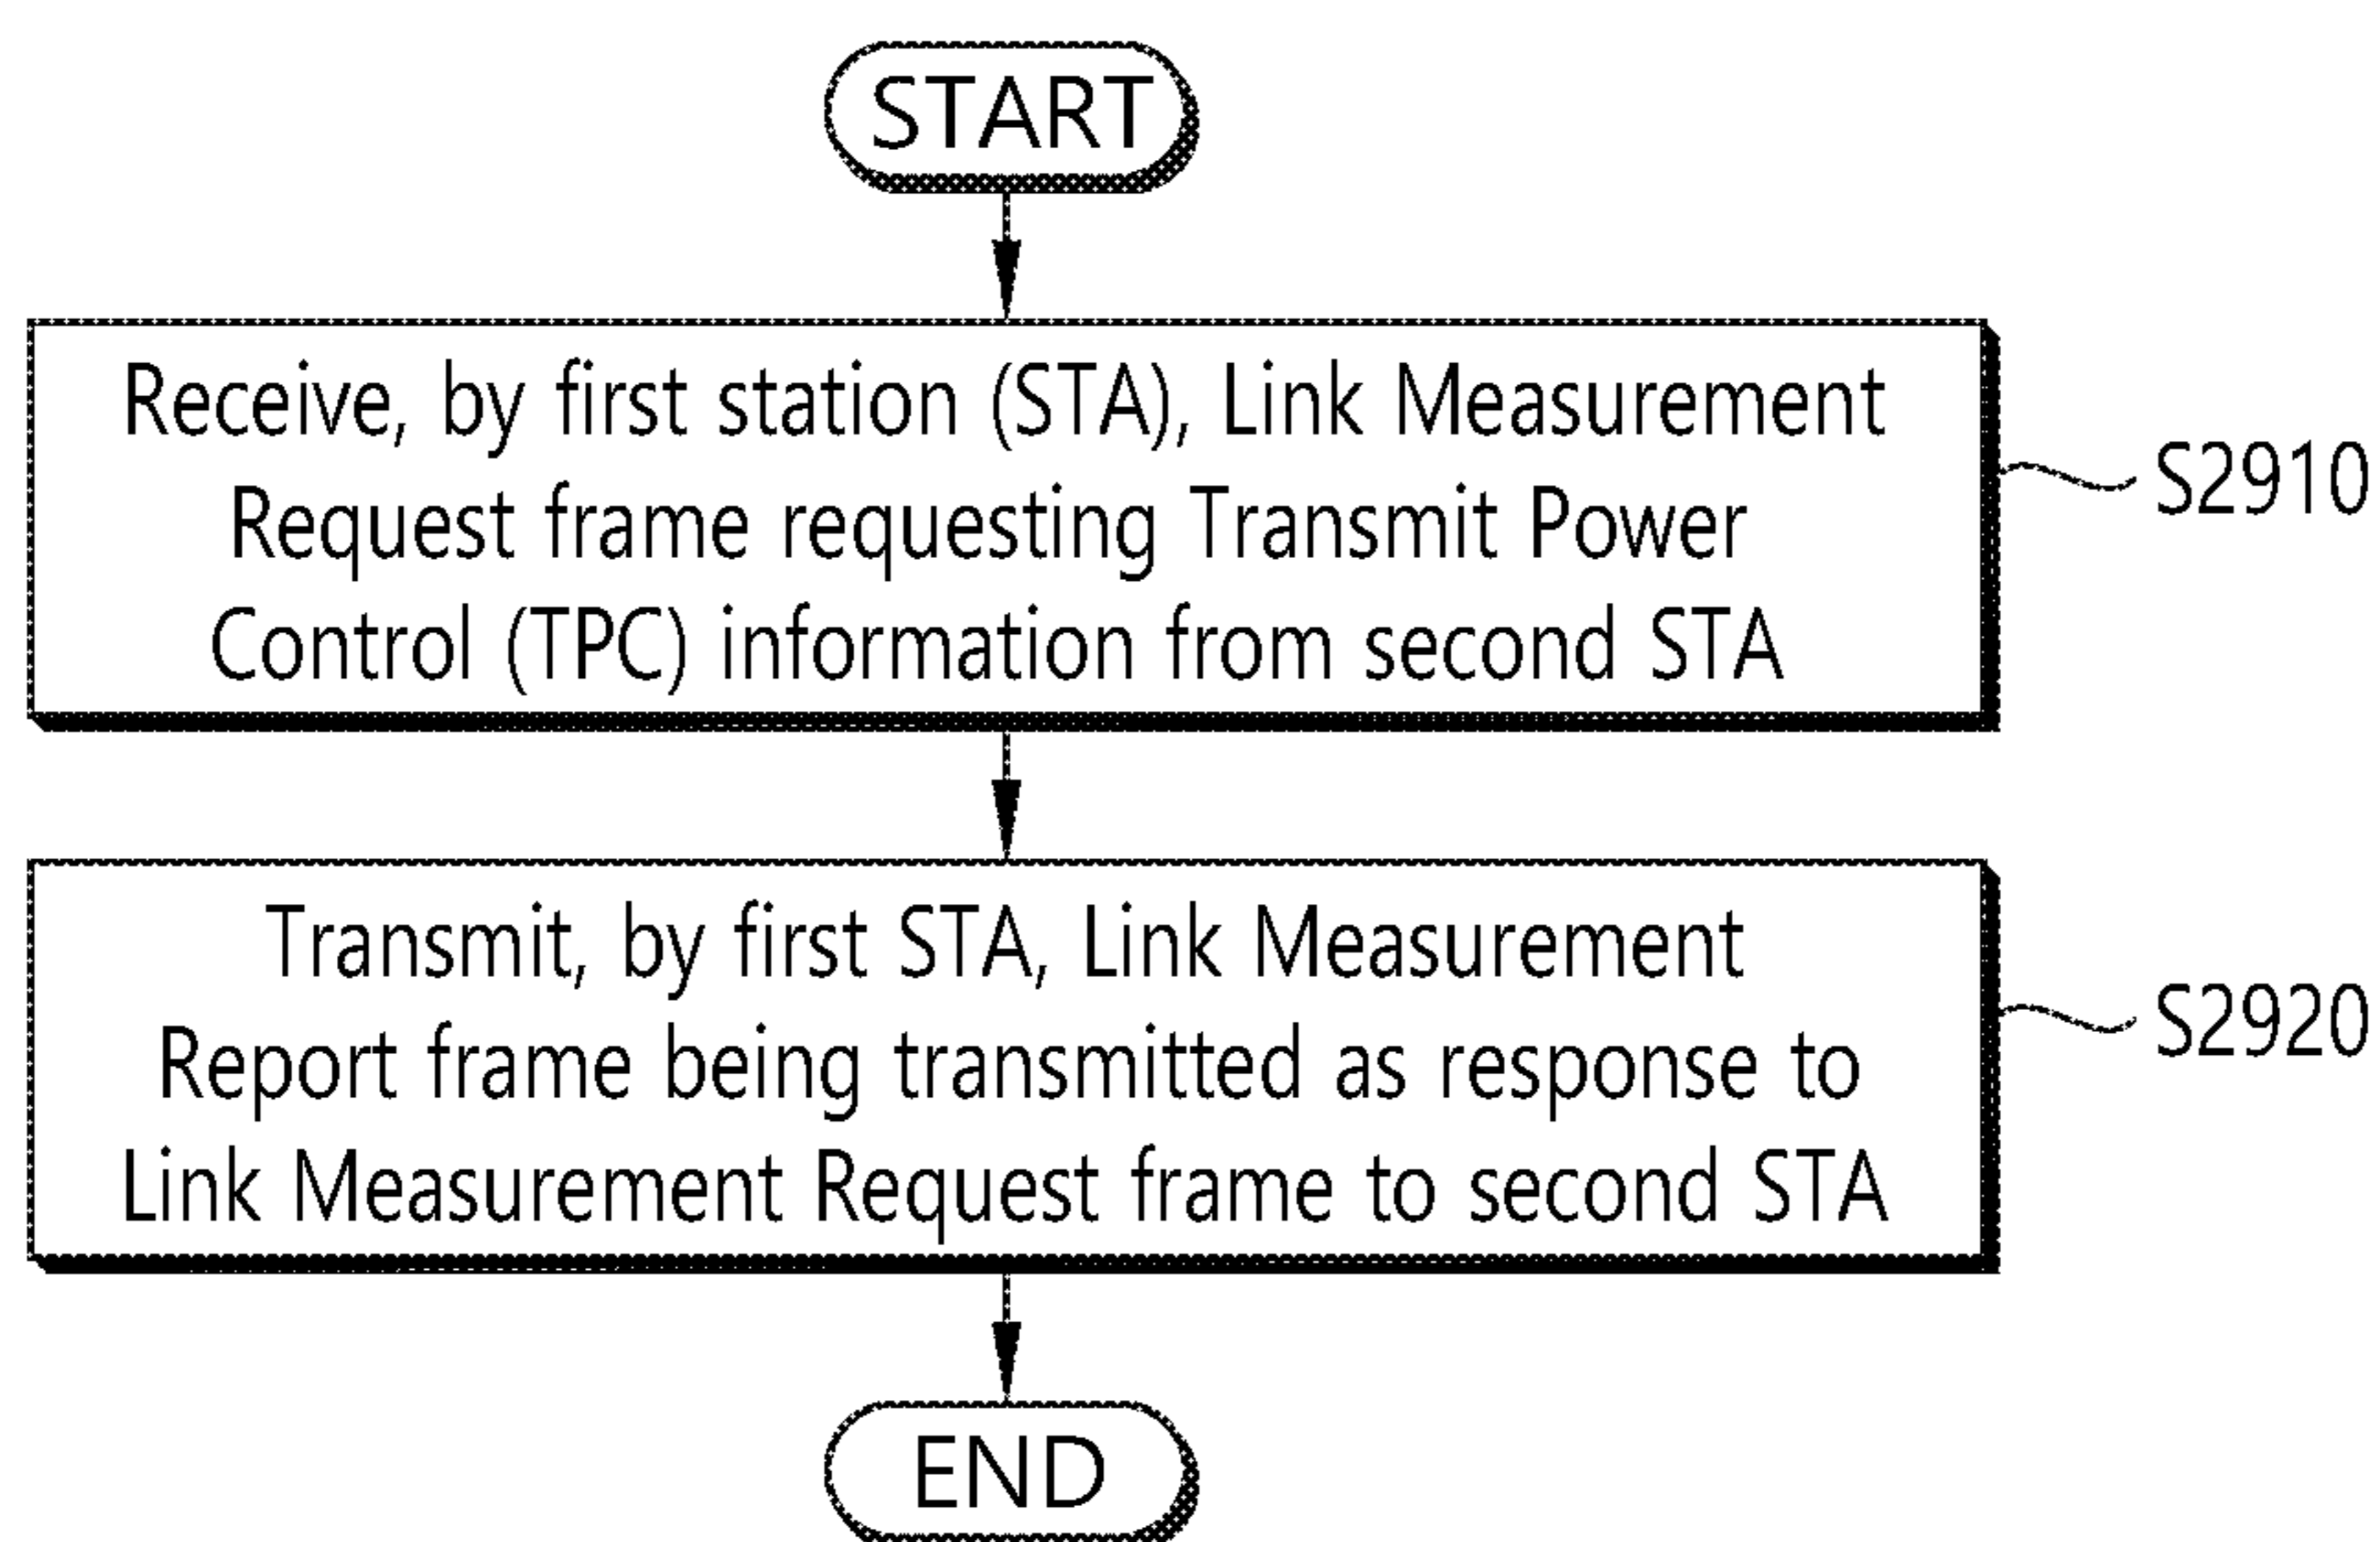 START
Receive, by first station (STA), Link Measurement
Request frame requesting Transmit Power
Control (TPC) information from second STA
S2910
Transmit, by first STA, Link Measurement
Report frame being transmitted as response to
Link Measurement Request frame to second STA
S2920
END